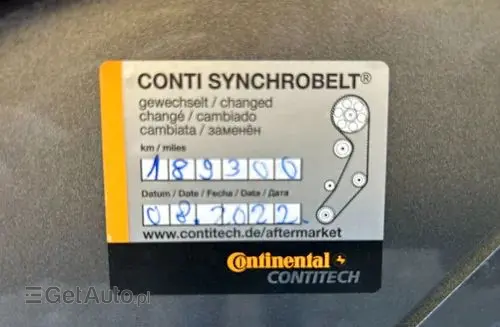 CONTI SYNCHROBELT®
gewechselt / changed
changé / cambiado
cambiata / заменён
km / miles
189300
Datum / Date / Fecha / Data / Дата
08.2022.
www.contitech.de/aftermarket
Continental
CONTITECH
GetAuto.pl